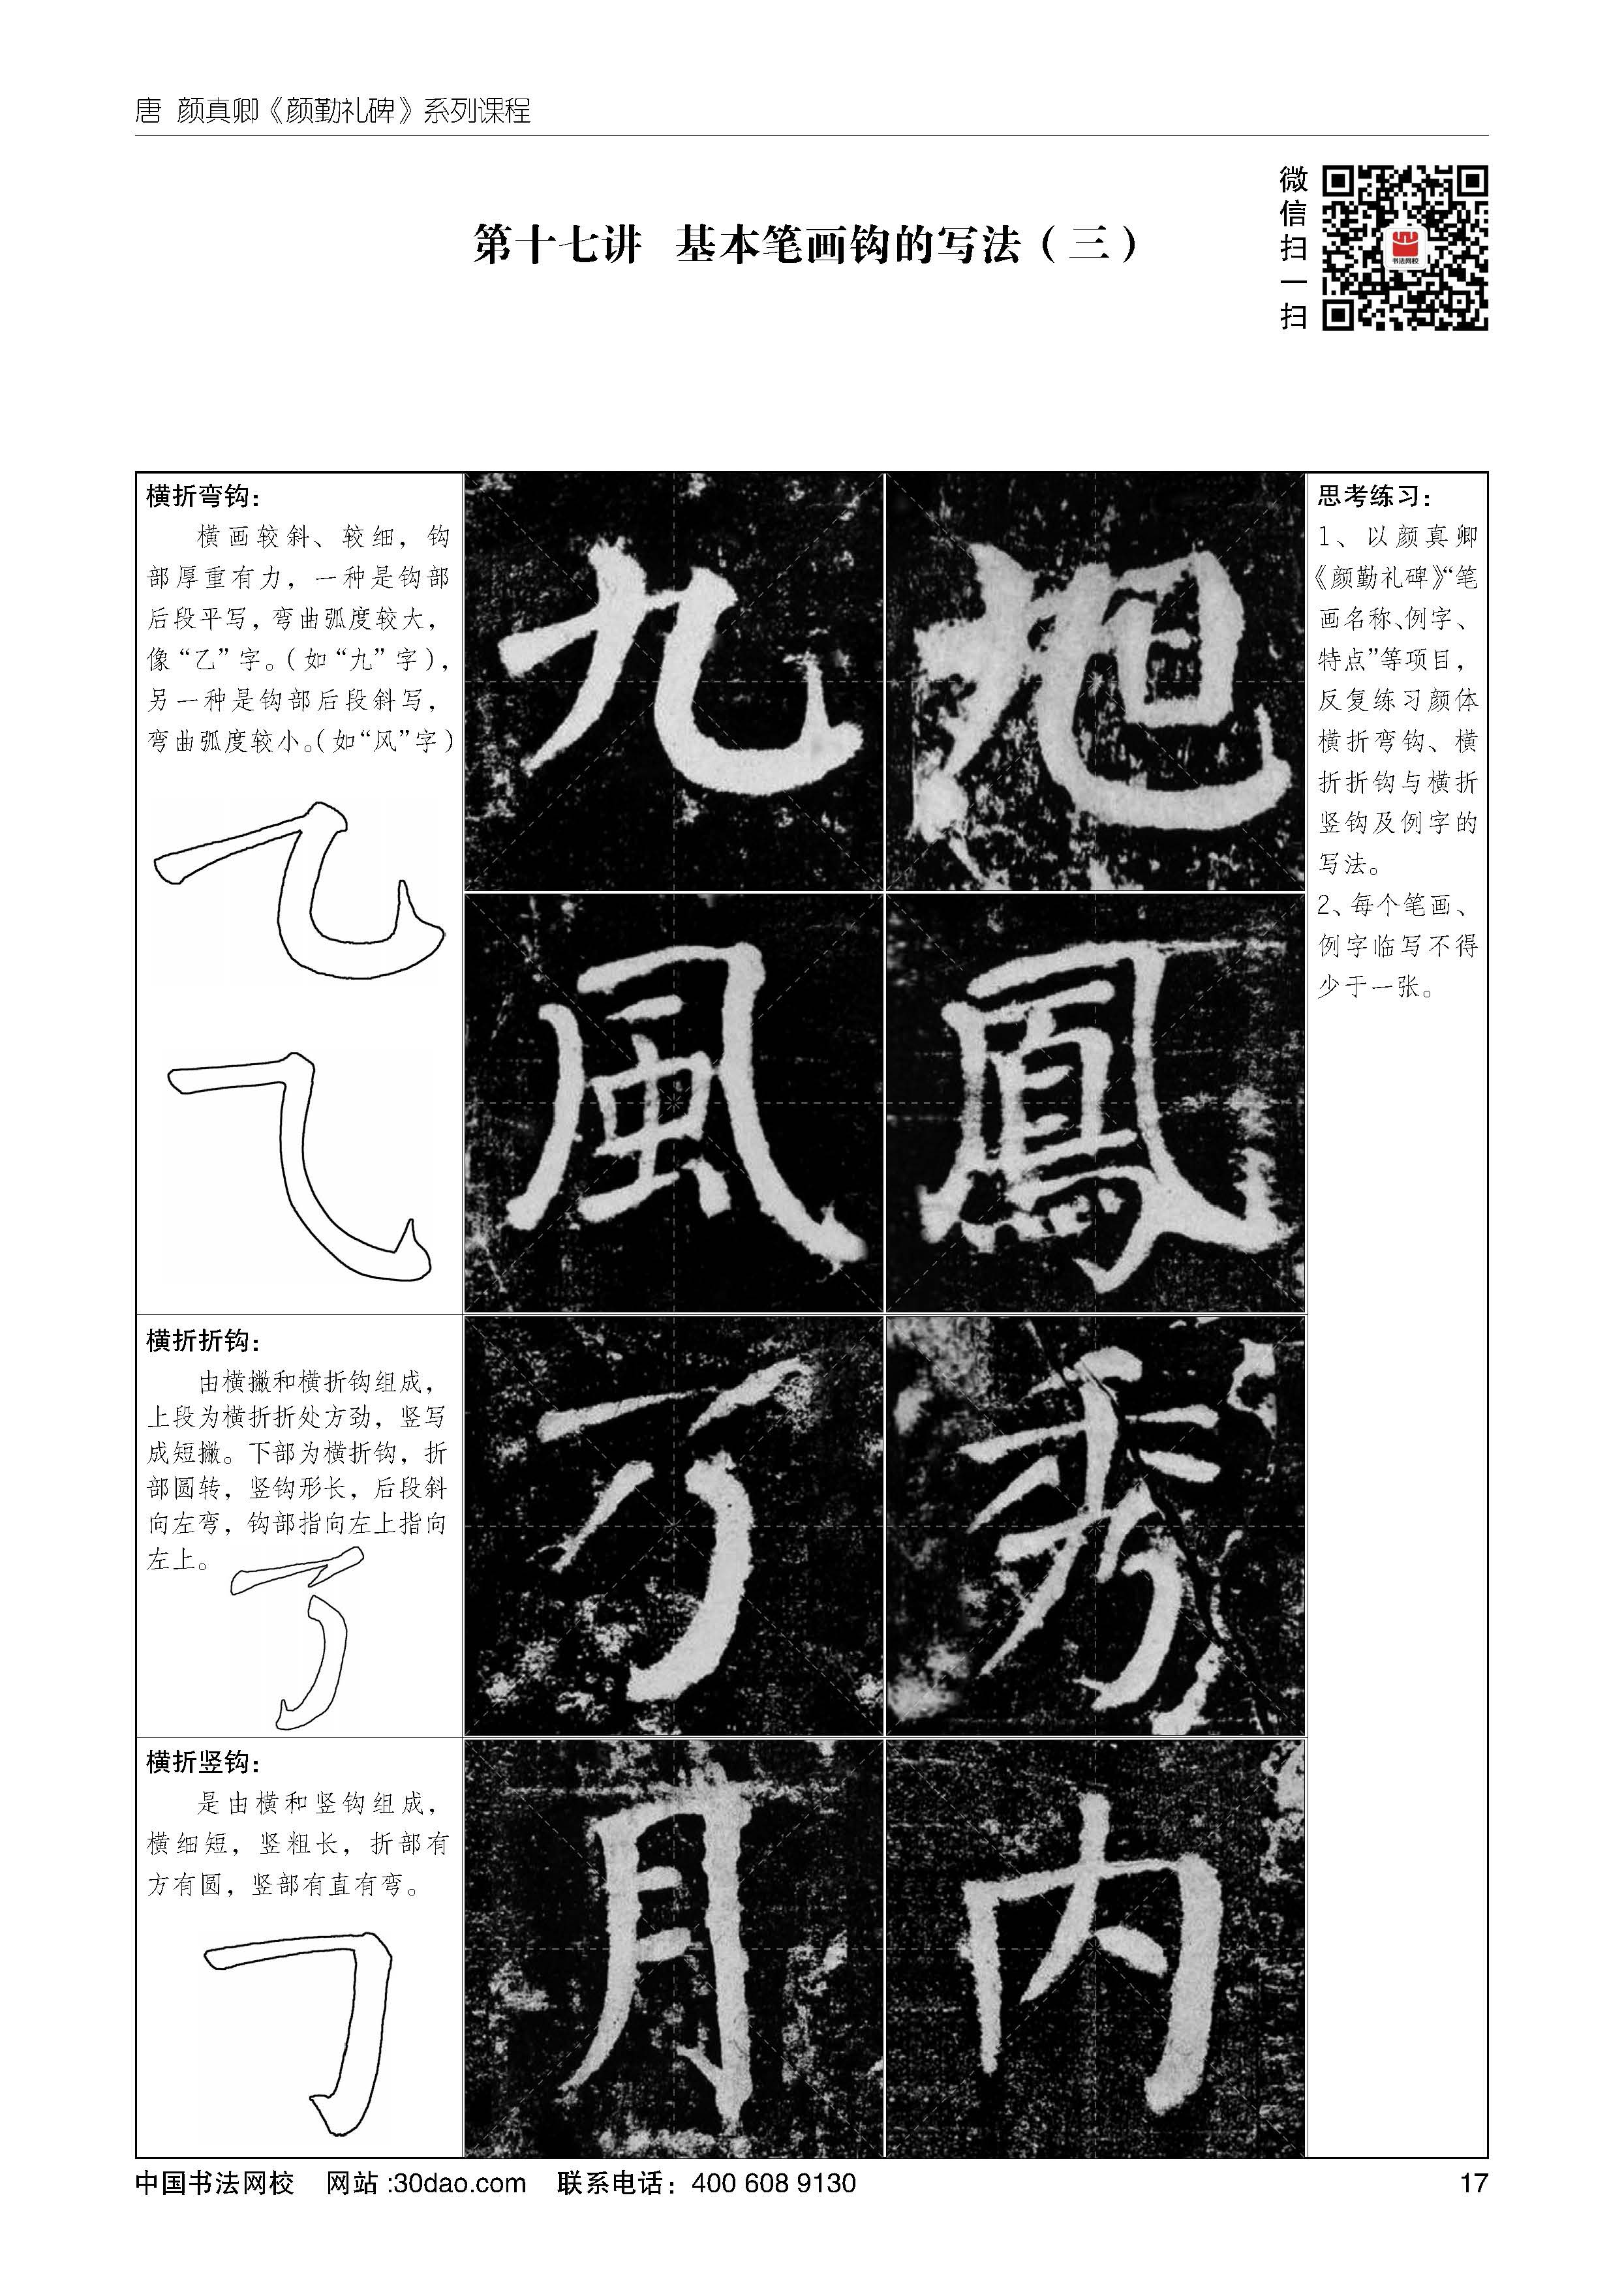 唐 颜真卿《颜勤礼碑》系列课程
微信扫一扫
书法网校
第十七讲 基本笔画钩的写法（三）
横折弯钩：
横画较斜、较细，钩
部厚重有力，一种是钩部
后段平写，弯曲弧度较大，
像“乙”字。（如“九”字），
另一种是钩部后段斜写，
弯曲弧度较小。（如“风”字）
九 旭
風 鳳
横折折钩：
由横撇和横折钩组成，
上段为横折折处方劲，竖写
成短撇。下部为横折钩，折
部圆转，竖钩形长，后段斜
向左弯，钩部指向左上指向
左上。
乃 秀
横折竖钩：
是由横和竖钩组成，
横细短，竖粗长，折部有
方有圆，竖部有直有弯。
月 内
思考练习：
1、以颜真卿
《颜勤礼碑》“笔
画名称、例字、
特点”等项目，
反复练习颜体
横折弯钩、横
折折钩与横折
竖钩及例字的
写法。
2、每个笔画、
例字临写不得
少于一张。
中国书法网校 网站:30dao.com 联系电话：400 608 9130
17